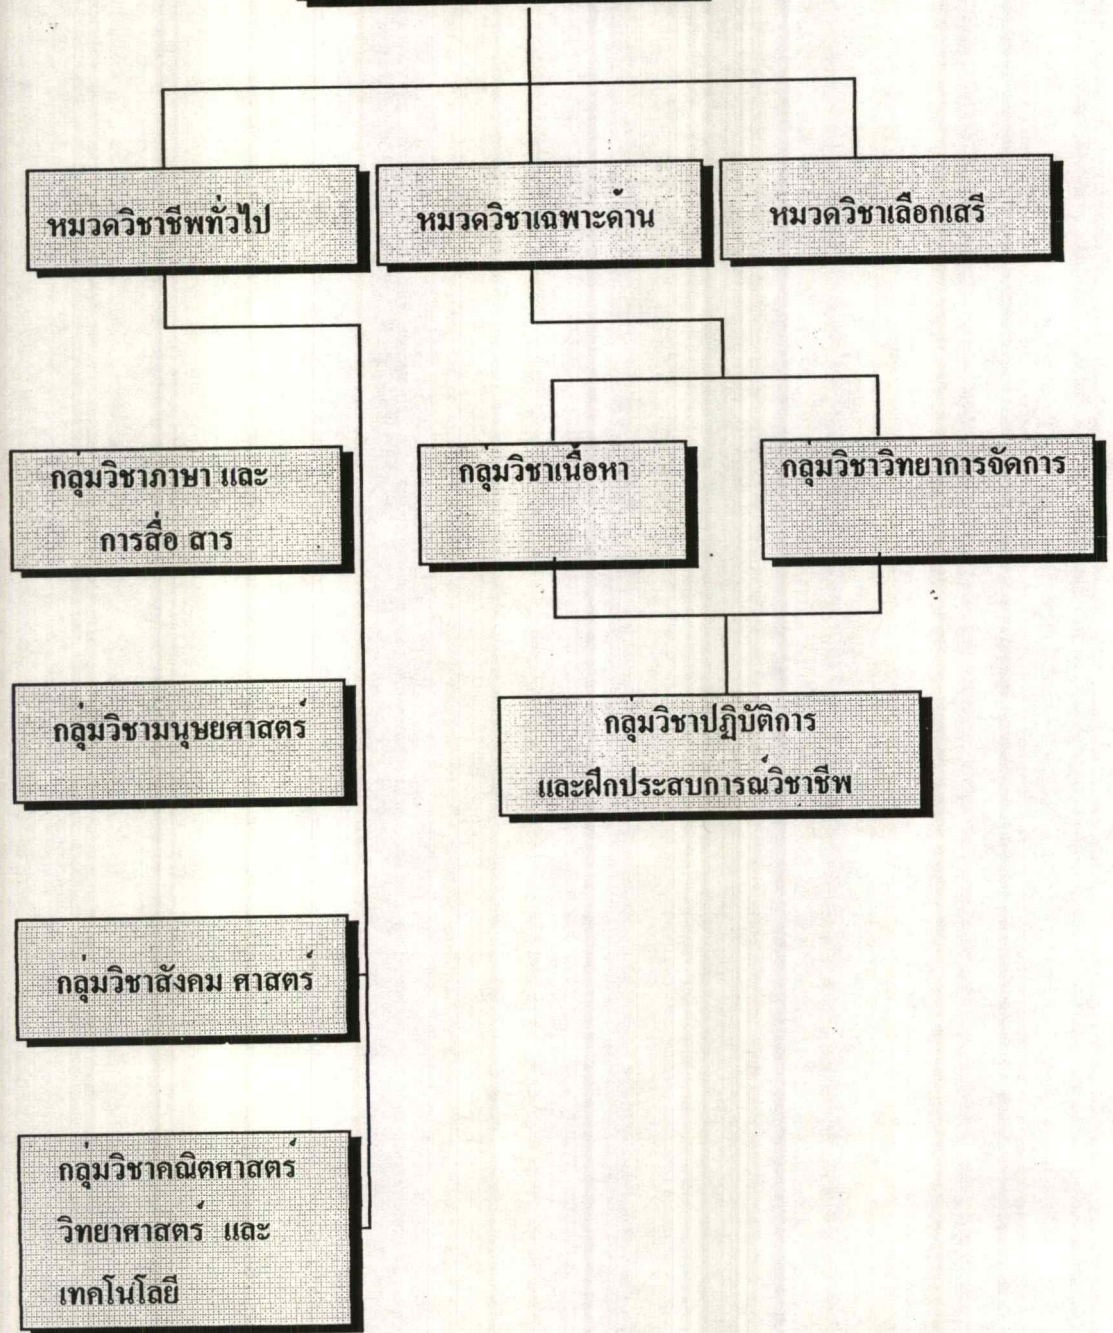 หมวดวิชาชีพทั่วไป
หมวดวิชาเฉพาะด้าน
หมวดวิชาเลือกเสรี
กลุ่มวิชาภาษา และ
การสื่อ สาร
กลุ่มวิชาเนื้อหา
กลุ่มวิชาวิทยาการจัดการ
กลุ่มวิชามนุษยศาสตร์
กลุ่มวิชาปฏิบัติการ
และฝึกประสบการณ์วิชาชีพ
กลุ่มวิชาสังคม ศาสตร์
กลุ่มวิชาคณิตศาสตร์
วิทยาศาสตร์ และ
เทคโนโลยี